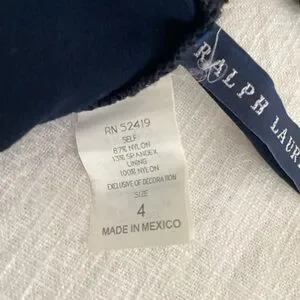 RALPH LAUR
RN 52419
SELF
87% NYLON
13% SPANDEX
LINING
100% NYLON
EXCLUSIVE OF DECORATION
SIZE
4
MADE IN MEXICO